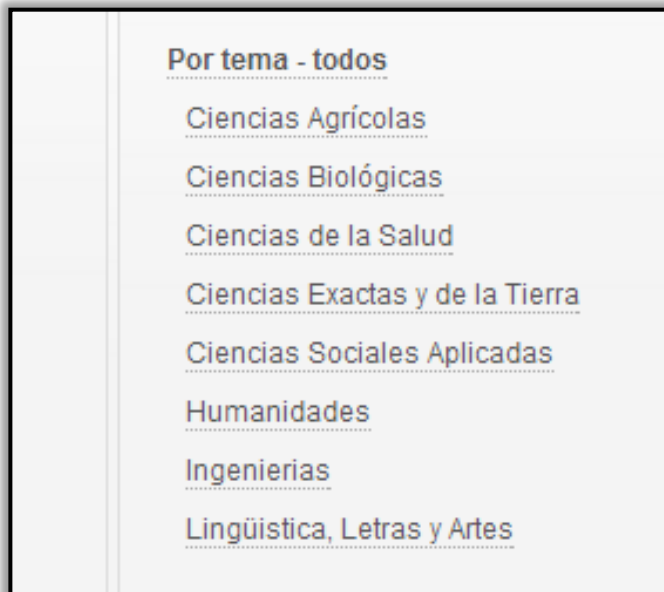 Por tema - todos
Ciencias Agrícolas
Ciencias Biológicas
Ciencias de la Salud
Ciencias Exactas y de la Tierra
Ciencias Sociales Aplicadas
Humanidades
Ingenierias
Lingüistica, Letras y Artes